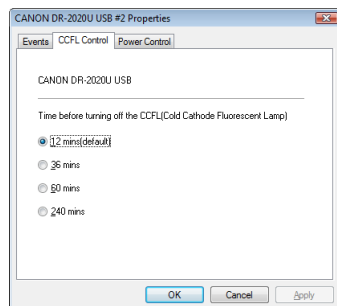 CANON DR-2020U USB #2 Properties
Events CCFL Control Power Control
CANON DR-2020U USB
Time before turning off the CCFL(Cold Cathode Fluorescent Lamp)
12 mins(default)
36 mins
60 mins
240 mins
OK Cancel Apply